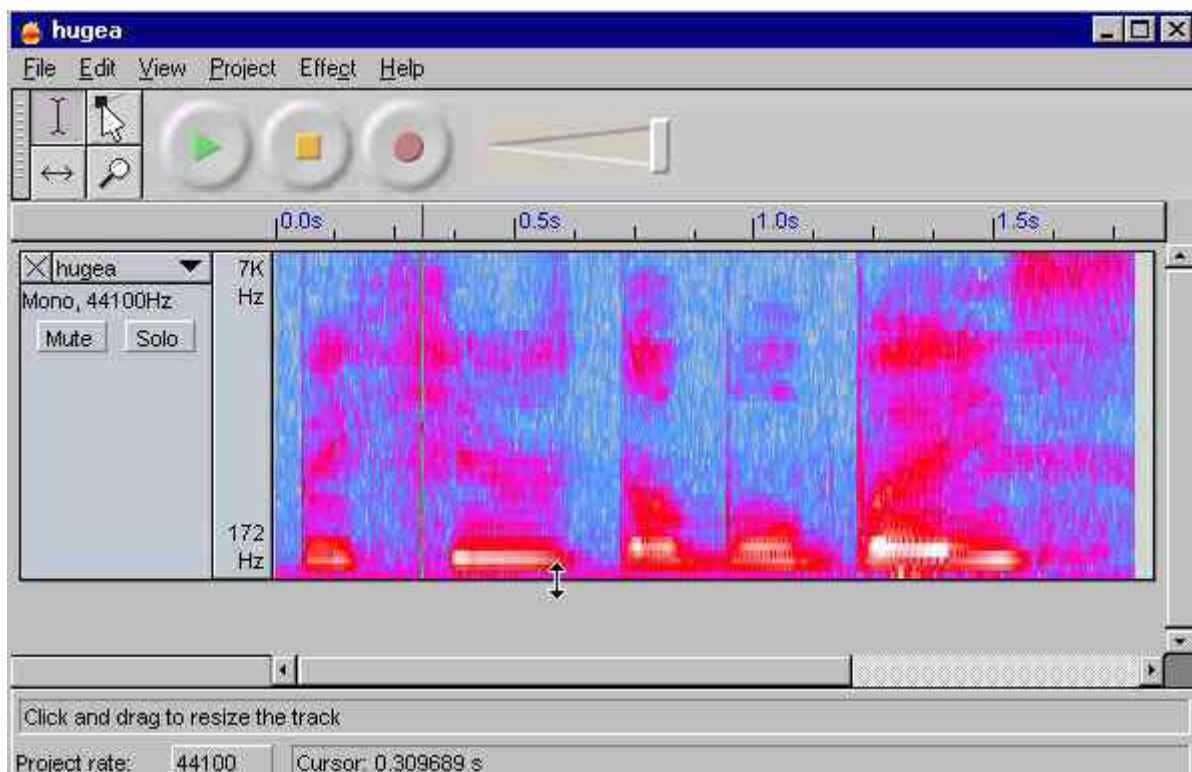 hugea
File Edit View Project Effect Help
0.0s 0.5s 1.0s 1.5s
hugea
Mono, 44100Hz
Mute Solo
7K
Hz
172
Hz
Click and drag to resize the track
Project rate: 44100 Cursor: 0.309689 s